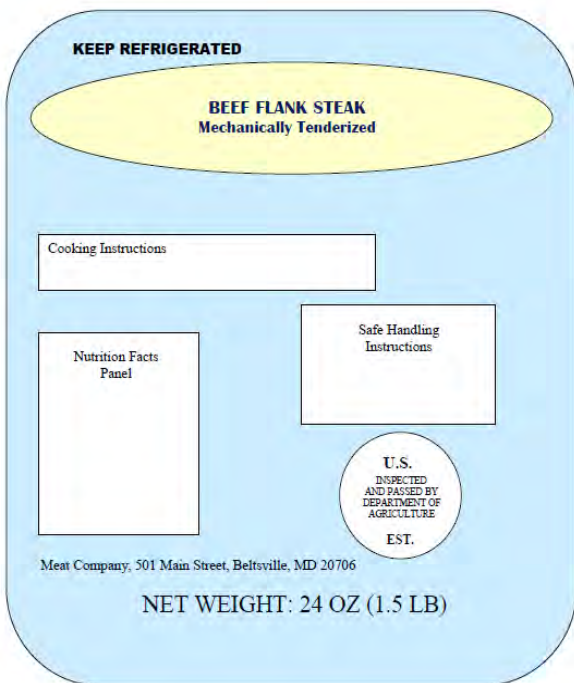 KEEP REFRIGERATED
BEEF FLANK STEAK
Mechanically Tenderized
Cooking Instructions
Safe Handling
Instructions
Nutrition Facts
Panel
U.S.
INSPECTED
AND PASSED BY
DEPARTMENT OF
AGRICULTURE
EST.
Meat Company, 501 Main Street, Beltsville, MD 20706
NET WEIGHT: 24 OZ (1.5 LB)